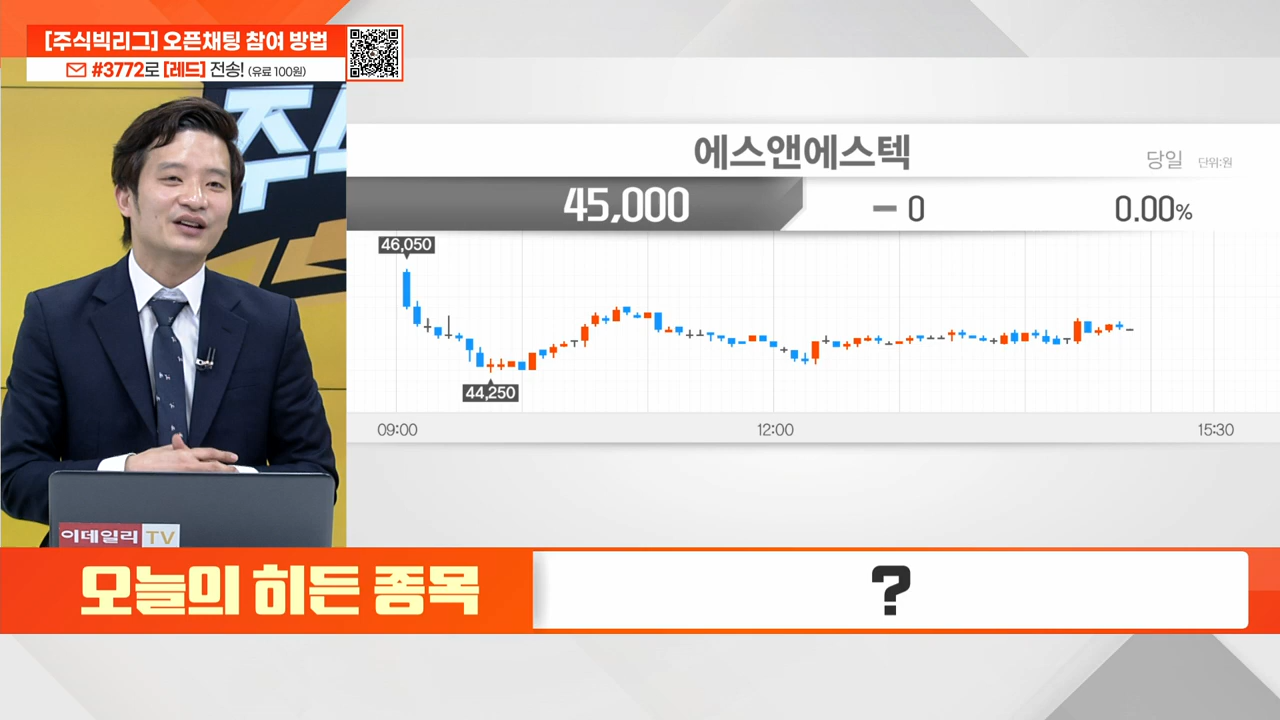 [주식빅리그] 오픈채팅 참여 방법
#3772로 [레드] 전송! (유료 100원)
주
에스앤에스텍
당일 단위:원
45,000 0 0.00%
46,050
44,250
09:00 12:00 15:30
이데일리 TV
오늘의 히든 종목 ?